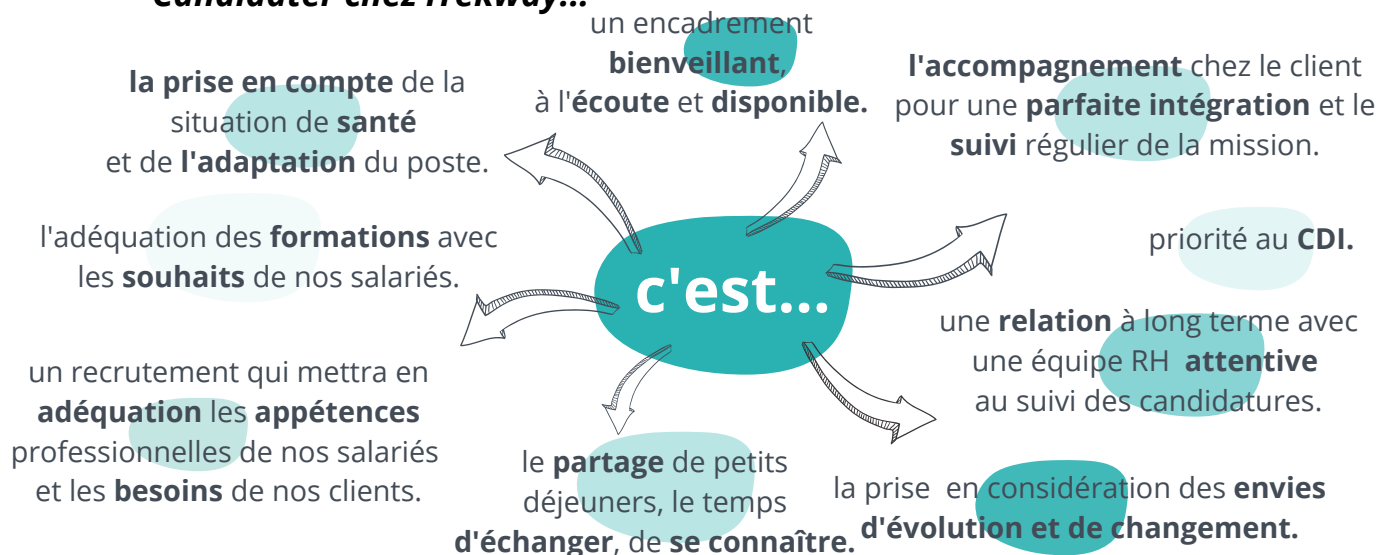 Candidater chez Trekway...
un encadrement
bienveillant,
à l'écoute et disponible.
la prise en compte de la
situation de santé
et de l'adaptation du poste.
l'accompagnement chez le client
pour une parfaite intégration et le
suivi régulier de la mission.
l'adéquation des formations avec
les souhaits de nos salariés.
c'est...
priorité au CDI.
une relation à long terme avec
une équipe RH attentive
au suivi des candidatures.
un recrutement qui mettra en
adéquation les appétences
professionnelles de nos salariés
et les besoins de nos clients.
le partage de petits
déjeuners, le temps
d'échanger, de se connaître.
la prise en considération des envies
d'évolution et de changement.